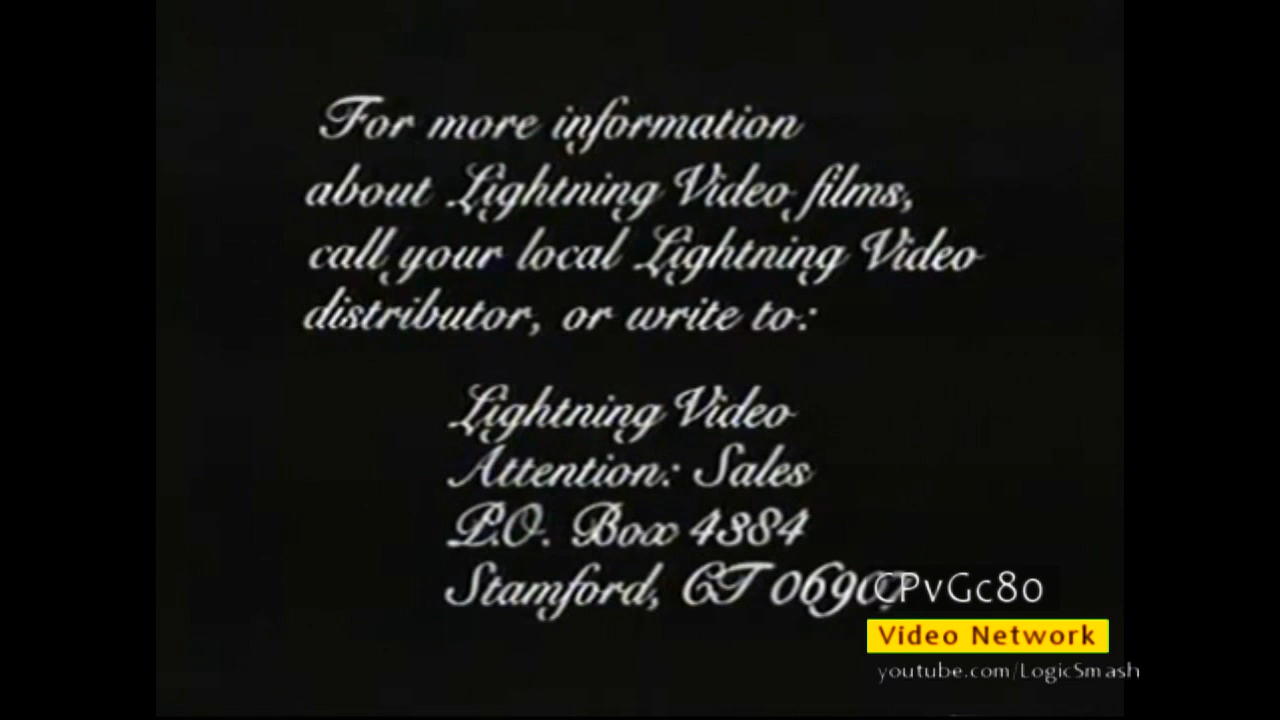 For more information
about Lightning Video films,
call your local Lightning Video
distributor, or write to:
Lightning Video
Attention: Sales
P.O. Box 4384
Stamford, CT
CPvGc80
Video Network
youtube.com/LogicSmash